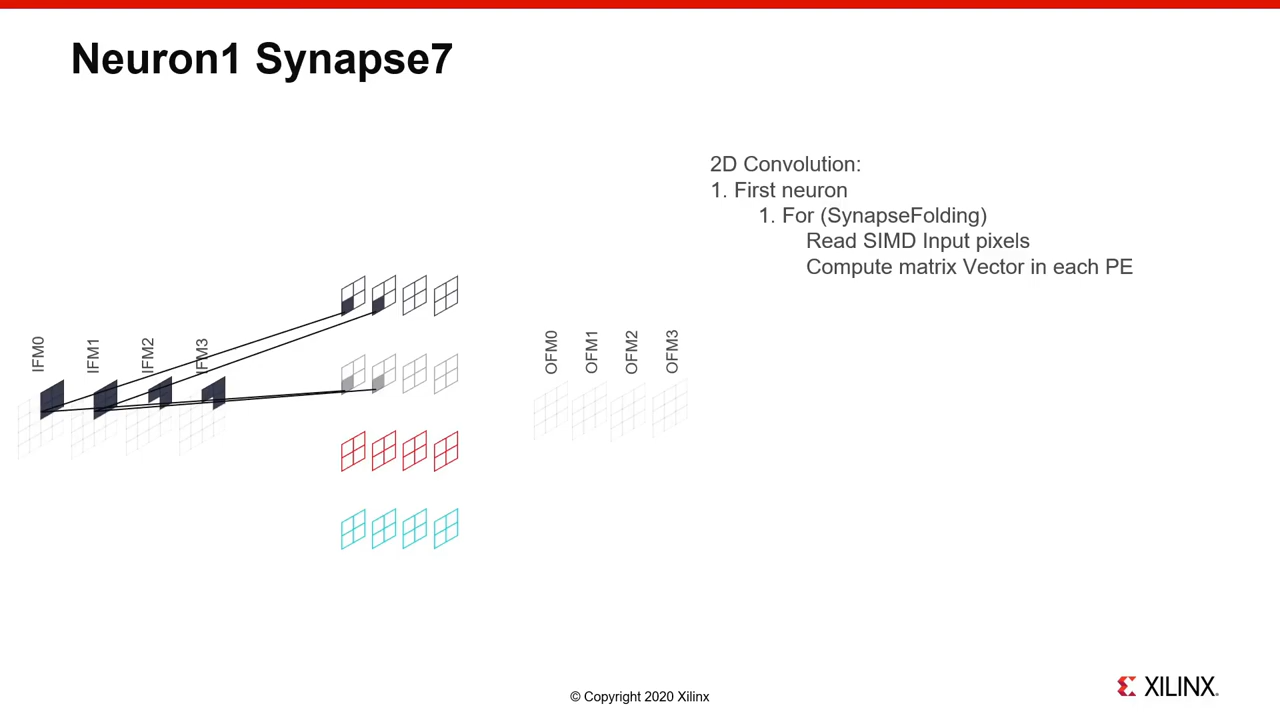 Neuron1 Synapse7
2D Convolution:
1. First neuron
1. For (SynapseFolding)
Read SIMD Input pixels
Compute matrix Vector in each PE
IFM0
IFM1
IFM2
IFM3
OFM0
OFM1
OFM2
OFM3
© Copyright 2020 Xilinx
XILINX.